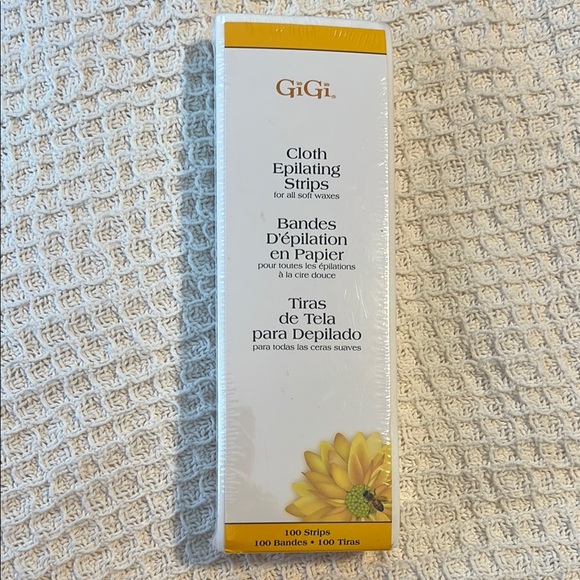 GiGi
Cloth
Epilating
Strips
for all soft waxes
Bandes
D'épilation
en Papier
pour toutes les épilations
à la cire douce
Tiras
de Tela
para Depilado
para todas las ceras suaves
100 Strips
100 Bandes • 100 Tiras